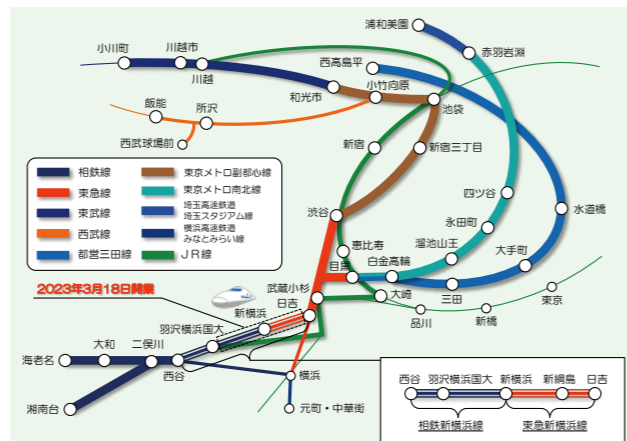 浦和美園
小川町
川越市
川越
西高島平
赤羽岩淵
和光市
小竹向原
池袋
飯能
所沢
西武球場前
新宿
新宿三丁目
相鉄線
東急線
東武線
西武線
都営三田線
東京メトロ副都心線
東京メトロ南北線
埼玉高速鉄道
埼玉スタジアム線
横浜高速鉄道
みなとみらい線
JR線
四ツ谷
水道橋
渋谷
永田町
恵比寿
溜池山王
大手町
目黒
白金高輪
2023年3月18日開業
武蔵小杉
日吉
大崎
三田
東京
新横浜
品川
新橋
羽沢横浜国大
大和
二俣川
海老名
西谷
横浜
湘南台
元町・中華街
西谷
羽沢横浜国大
新横浜
新綱島
日吉
相鉄新横浜線
東急新横浜線